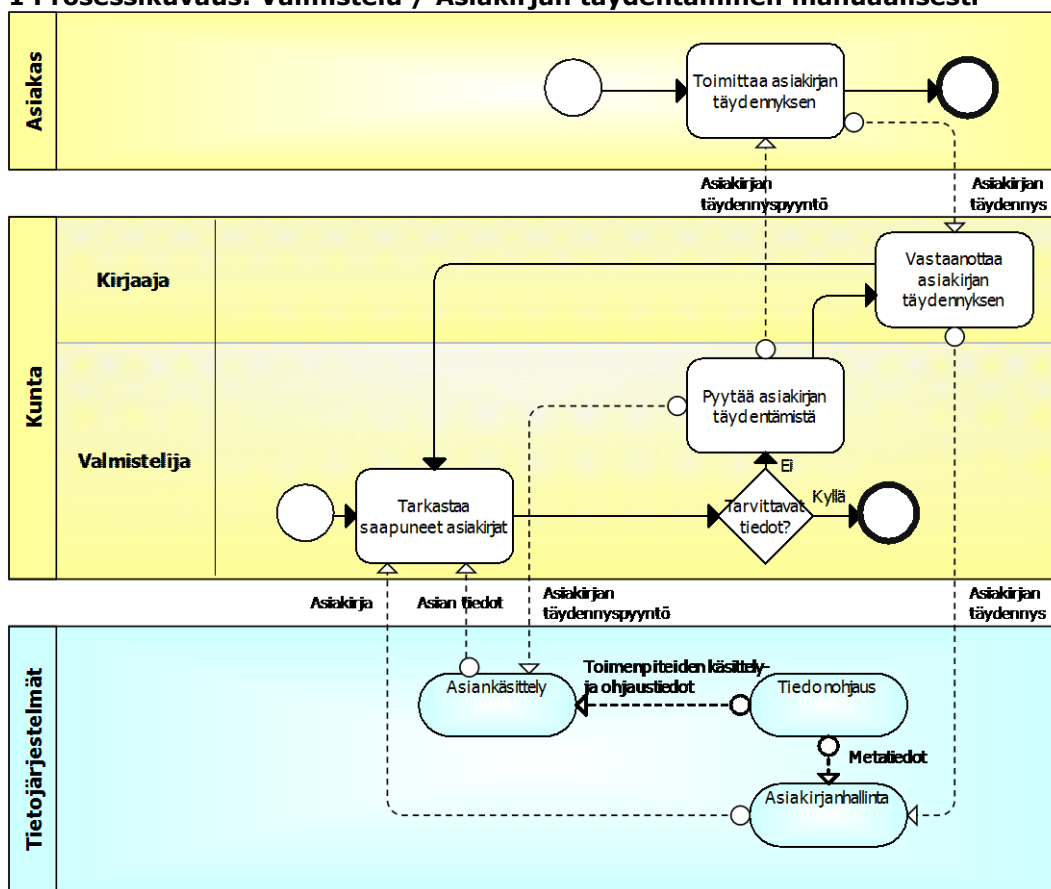 1 Prosessikuvaus: Valmistelu / Asiakirjan täydentäminen manuaalisesti
Asiakas
Toimittaa asiakirjan
täydennyksen
Asiakirjan
täydennyspyyntö
Asiakirjan
täydennys
Kunta
Kirjaaja
Vastaanottaa
asiakirjan
täydennyksen
Valmistelija
Pyytää asiakirjan
täydentämistä
Ei
Kyllä
Tarkastaa
saapuneet asiakirjat
Tarvittavat
tiedot?
Asiakirja
Asian tiedot
Asiakirjan
täydennyspyyntö
Asiakirjan
täydennys
Tietojärjestelmät
Asiankäsittely
Toimenpiteiden käsittely-
ja ohjaustiedot
Tiedonohjaus
Metatiedot
Asiakirjanhallinta